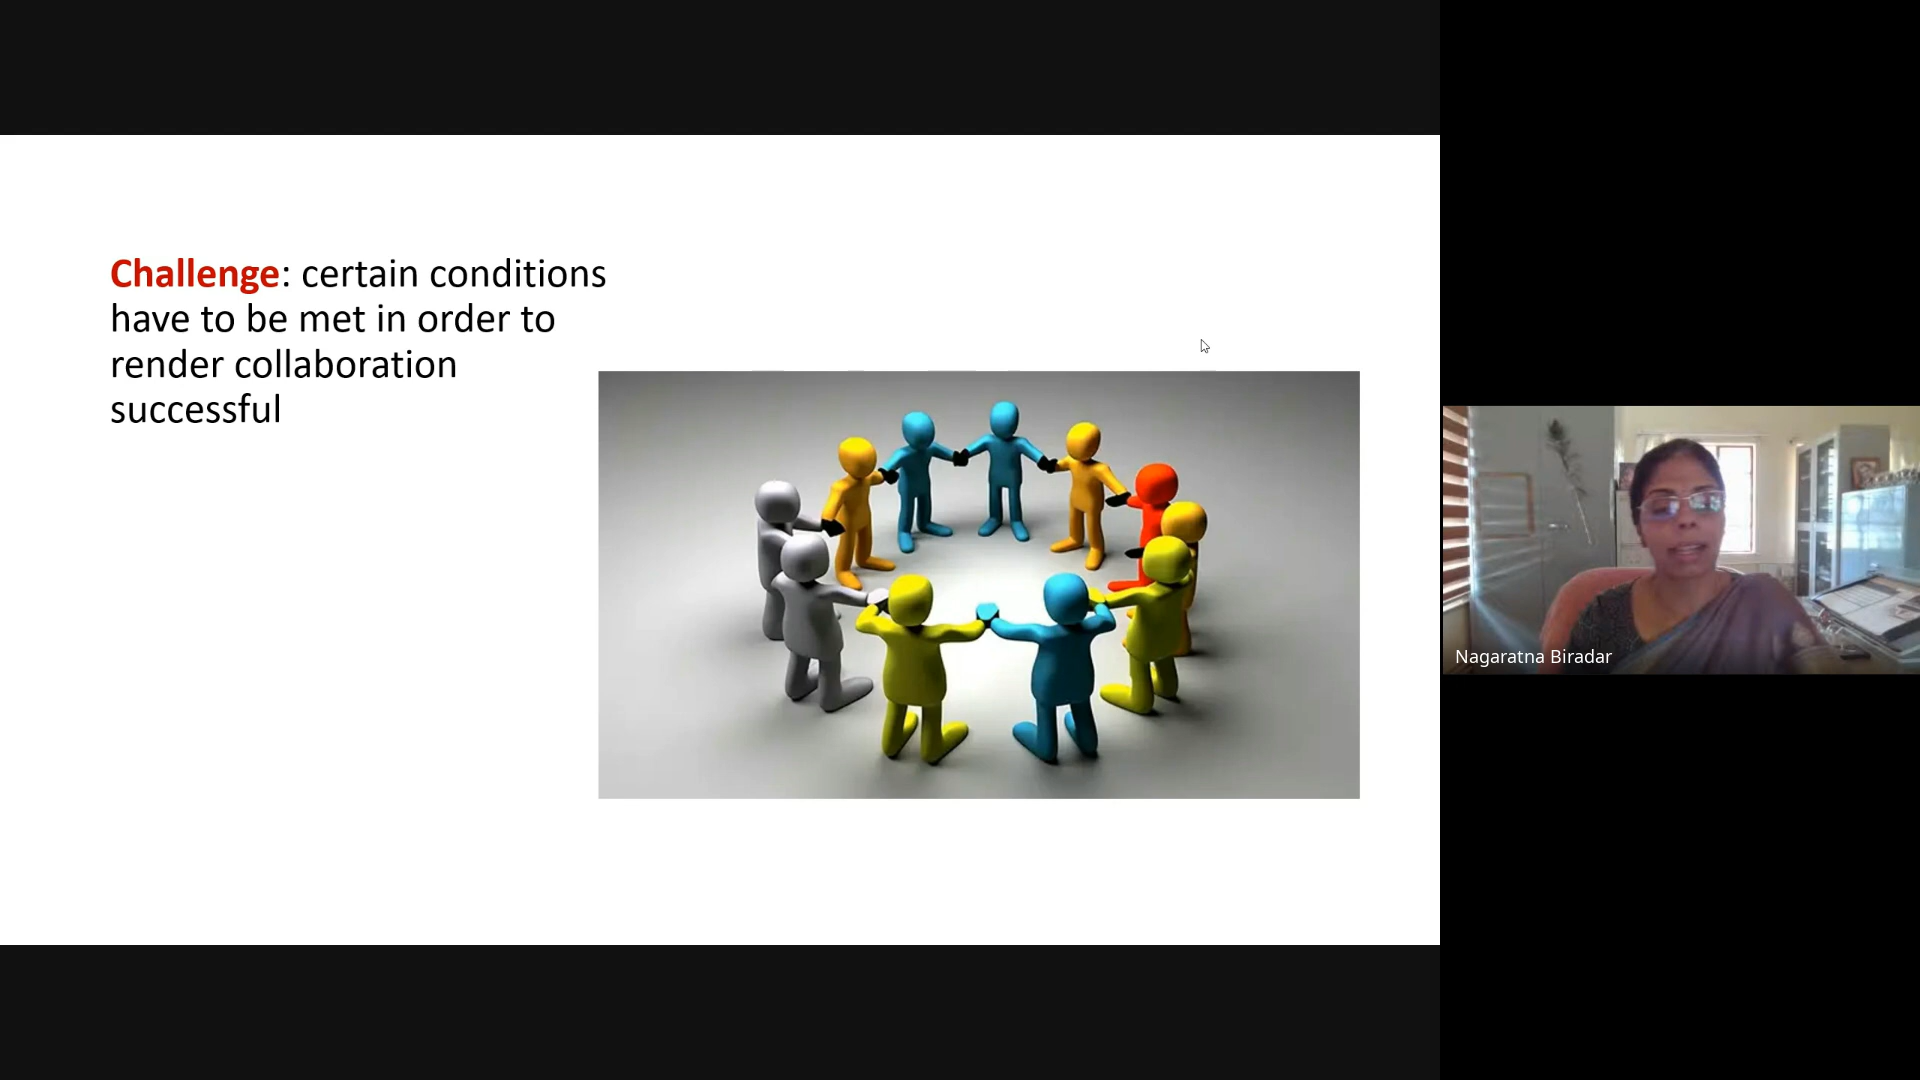 Challenge: certain conditions
have to be met in order to
render collaboration
successful
Nagaratna Biradar